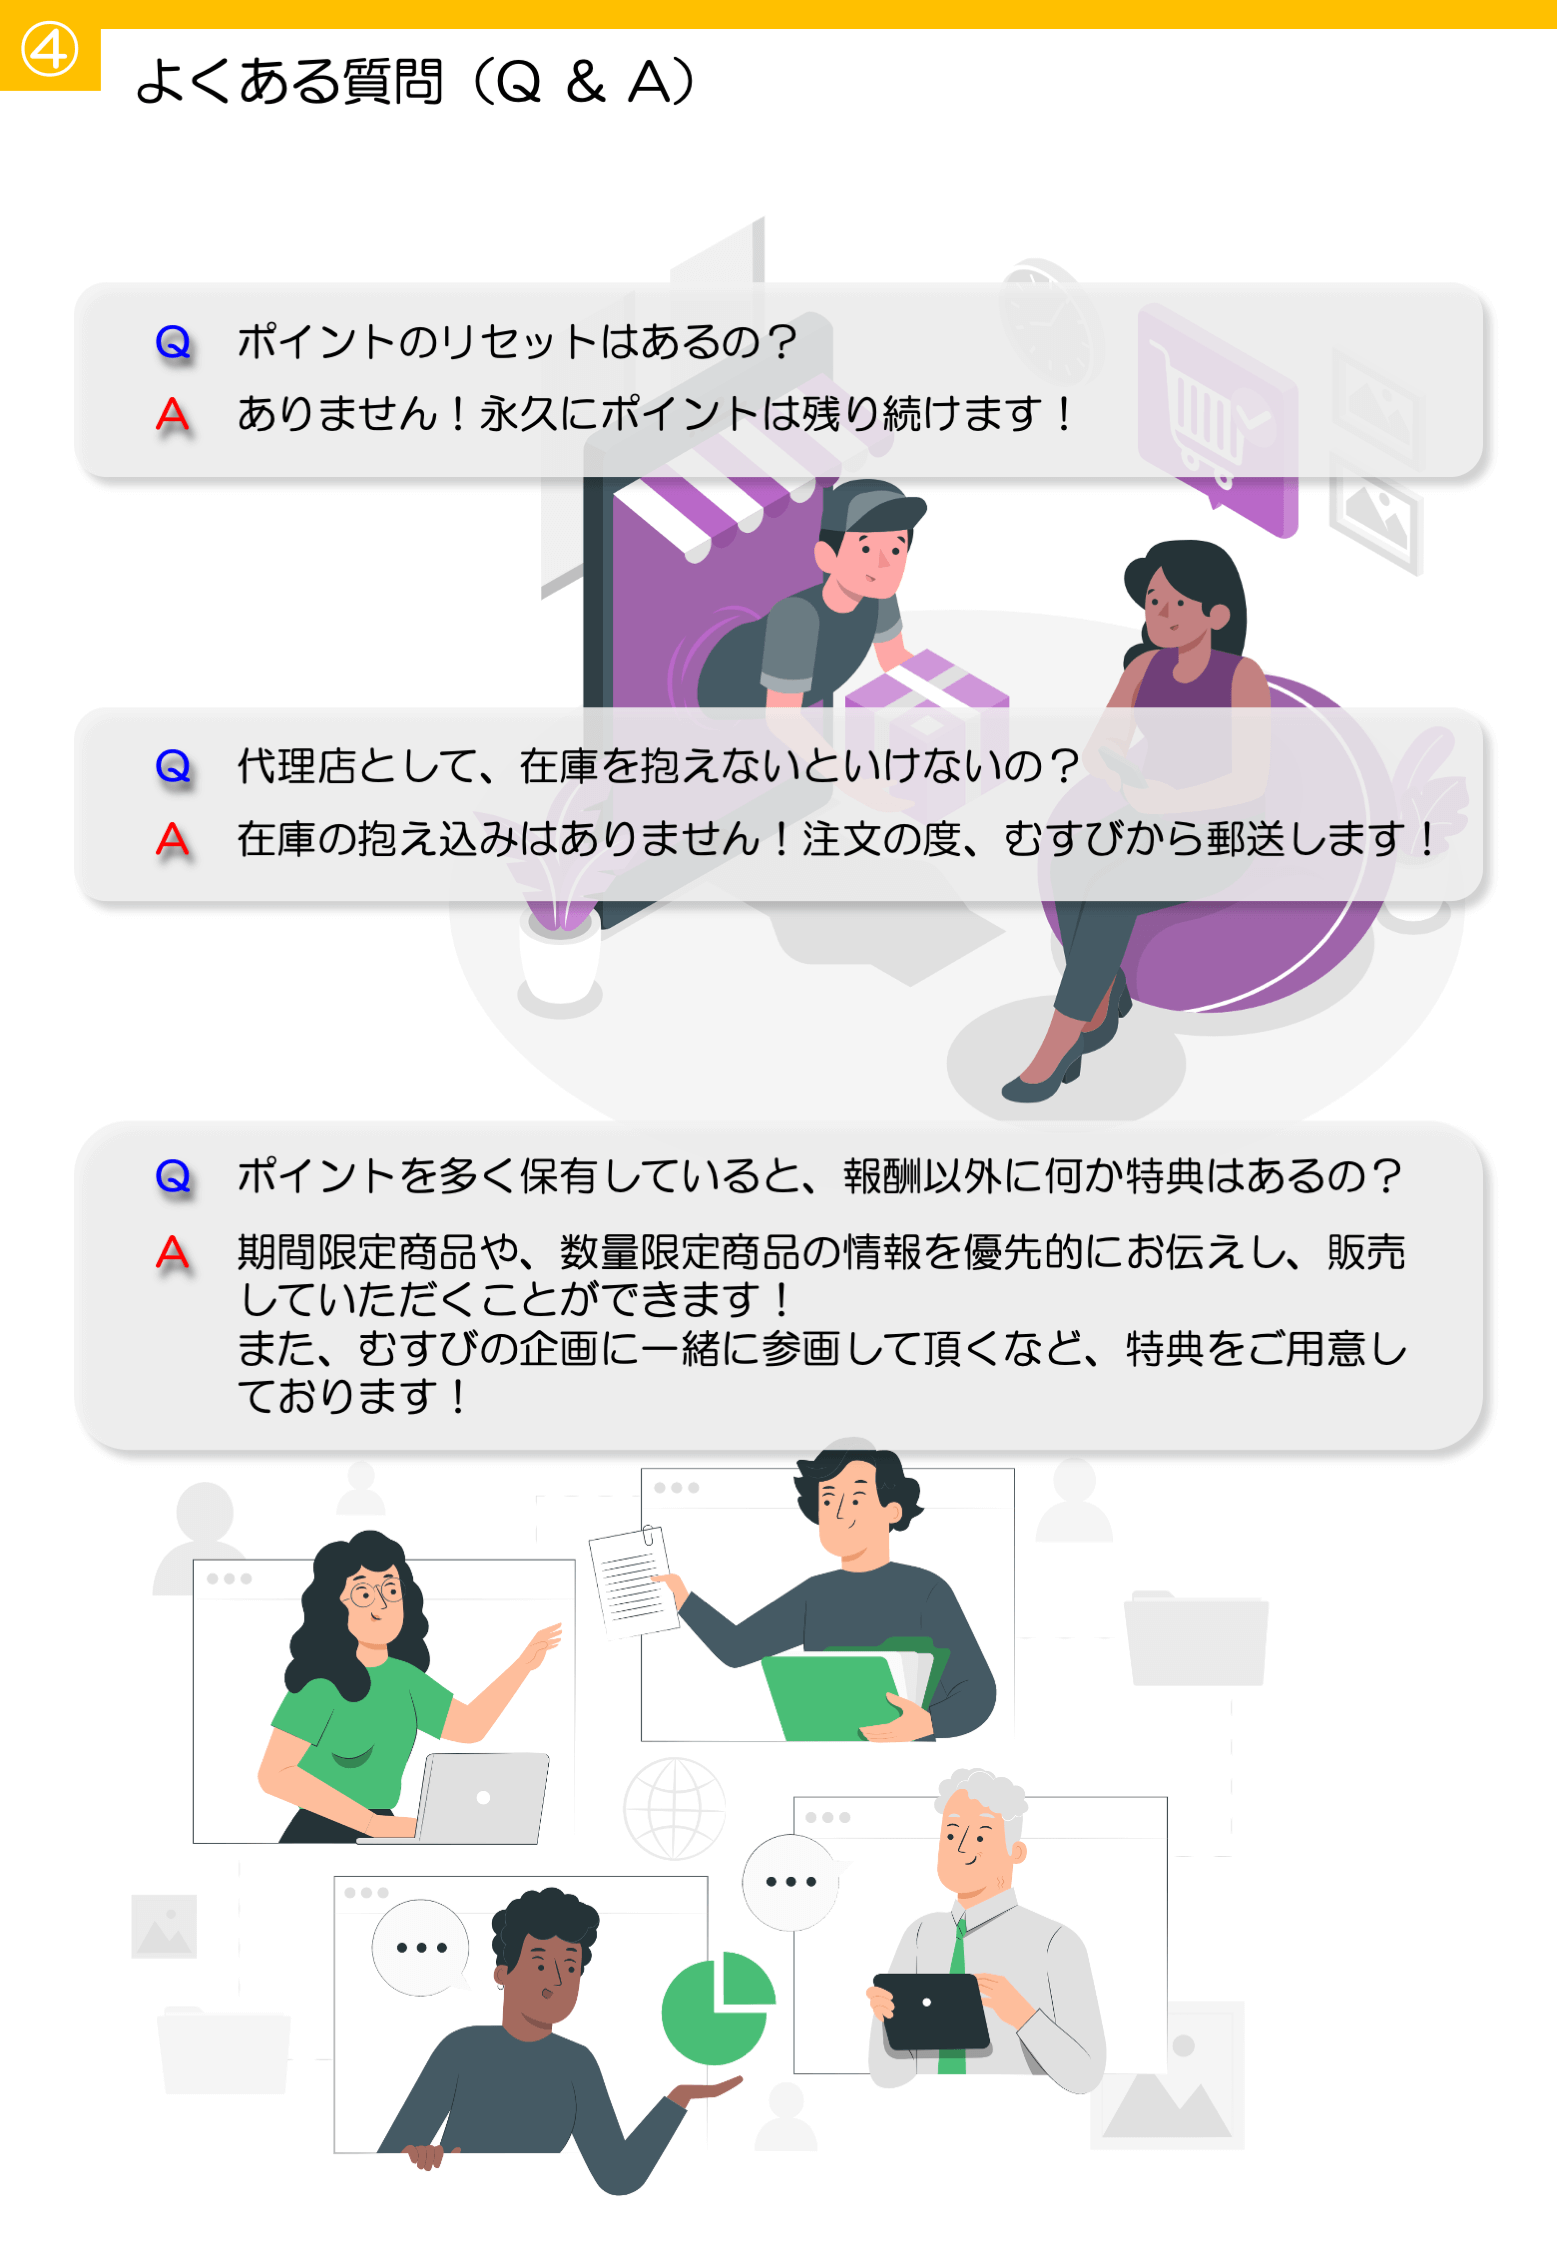 ④
よくある質問（Q & A）
Q ポイントのリセットはあるの？
A ありません！永久にポイントは残り続けます！
Q 代理店として、在庫を抱えないといけないの？
A 在庫の抱え込みはありません！注文の度、むすびから郵送します！
Q ポイントを多く保有していると、報酬以外に何か特典はあるの？
A 期間限定商品や、数量限定商品の情報を優先的にお伝えし、販売
していただくことができます！
また、むすびの企画に一緒に参画して頂くなど、特典をご用意し
ております！